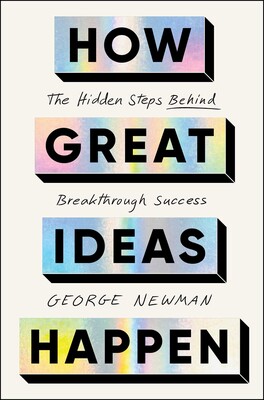 HOW
The Hidden Steps Behind
GREAT
Breakthrough Success
IDEAS
GEORGE NEWMAN
HAPPEN